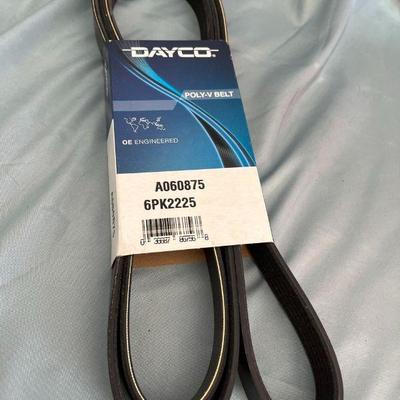 DAYCO.
POLY-V BELT
OE ENGINEERED
A060875
6PK2225